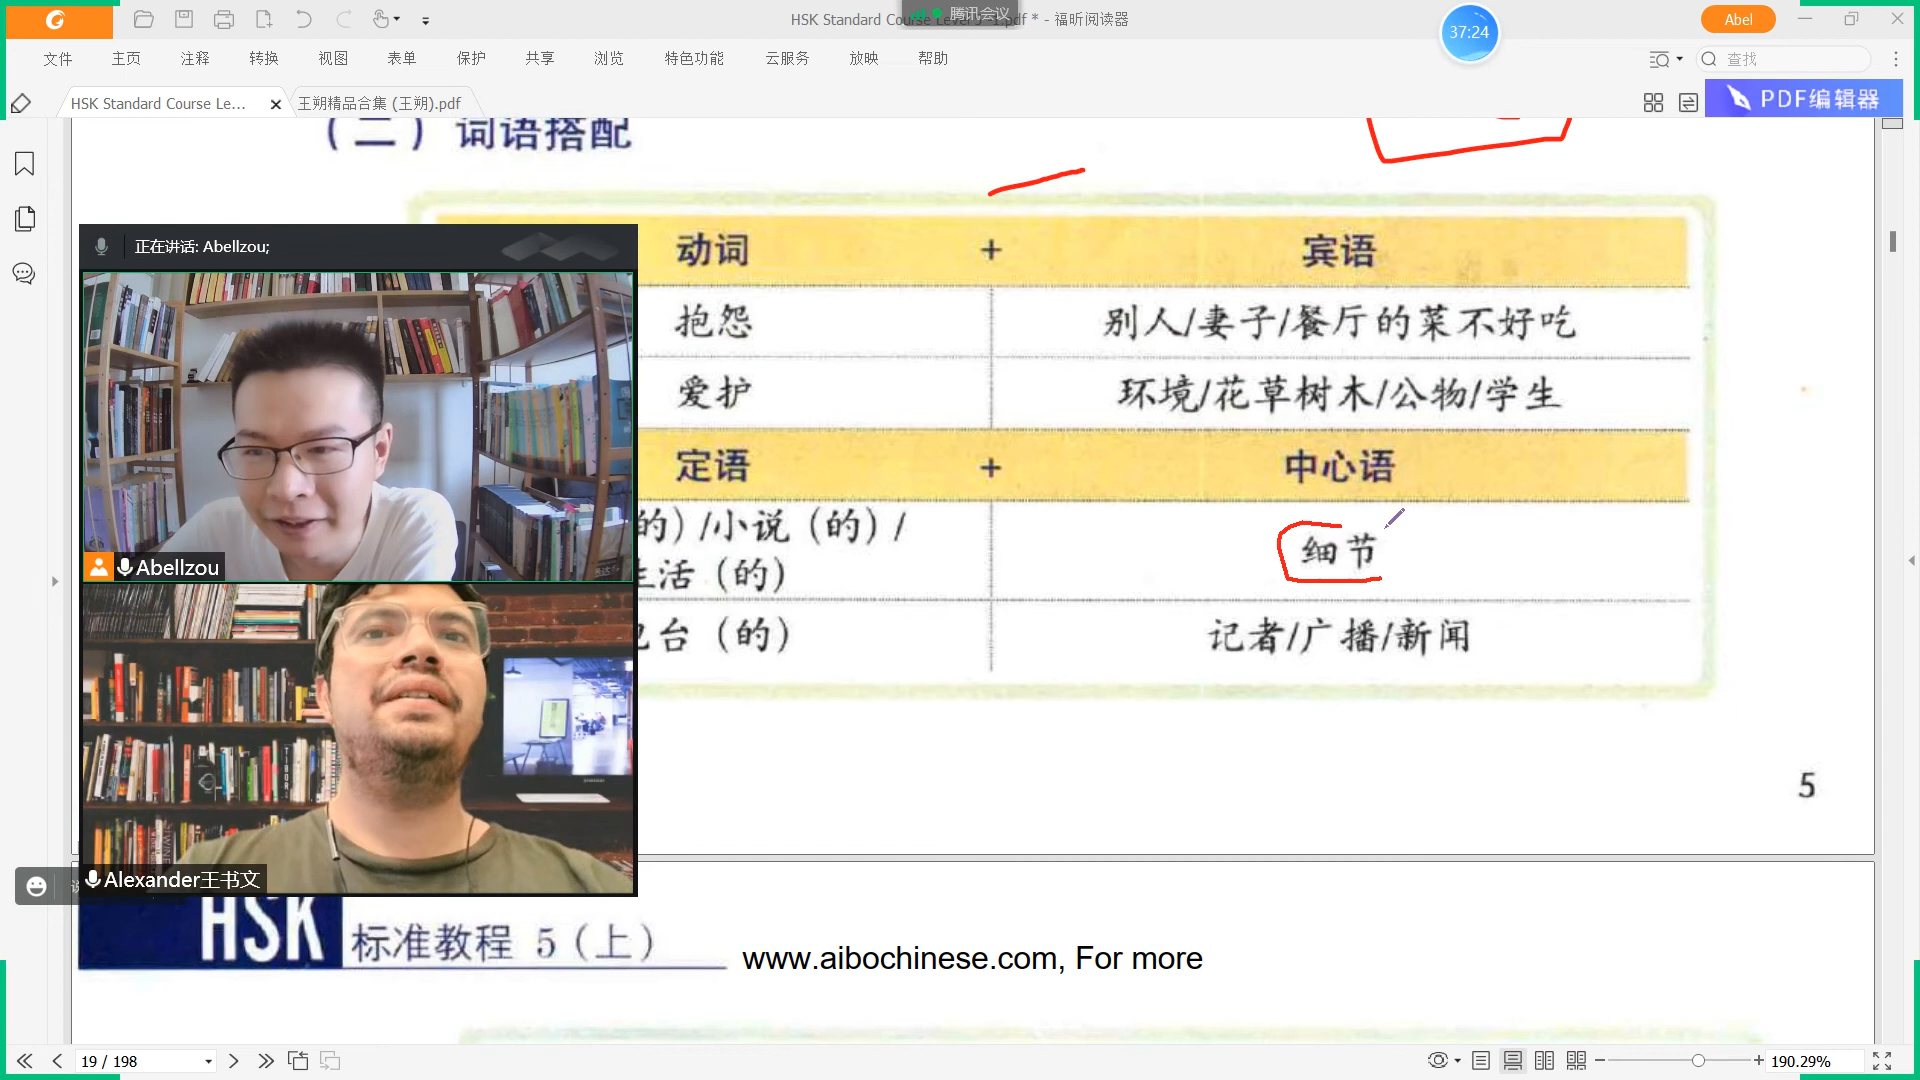 HSK Standard Course Level 5 .pdf * - 福昕阅读器
腾讯会议
37:24
Abel
文件 主页 注释 转换 视图 表单 保护 共享 浏览 特色功能 云服务 放映 帮助
查找
HSK Standard Course Le...
王朔精品合集 (王朔).pdf
PDF编辑器
(二) 词语搭配
正在讲话: Abellzou;
动词 + 宾语
抱怨 别人/妻子/餐厅的菜不好吃
爱护 环境/花草树木/公物/学生
定语 + 中心语
的)/小说(的)/
生活(的)
细节
台(的) 记者/广播/新闻
Abellzou
Alexander王书文
5
HSK 标准教程 5(上)
www.aibochinese.com, For more
19 / 198
190.29%